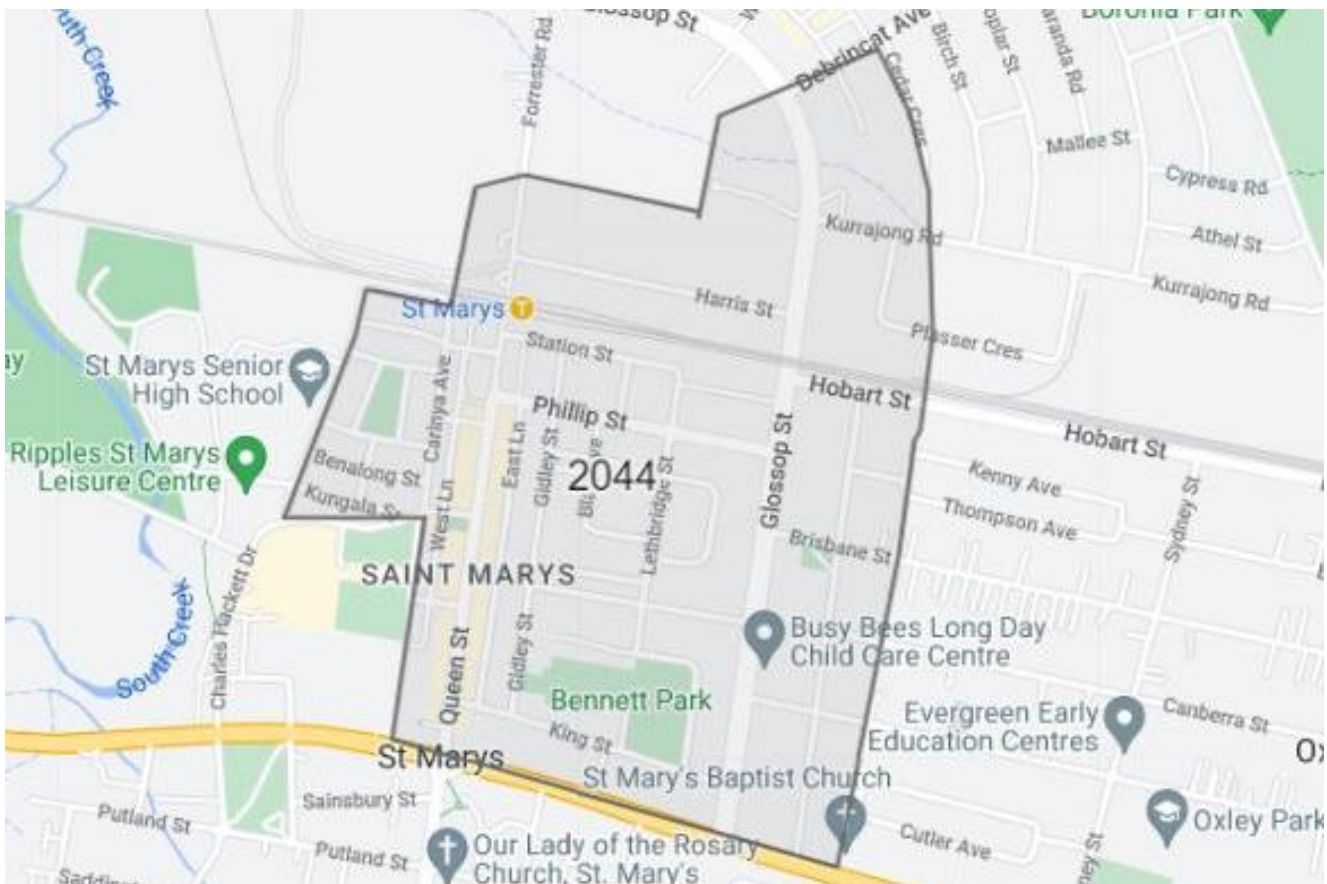 South Creek
Glossop St
Forrester Rd
Debrincat Ave
Cedar Cres
Birch St
Boronia Park
Mallee St
Cypress Rd
Athel St
Kurrajong Rd
Kurrajong Rd
Harris St
St Marys
T
Station St
Plasser Cres
St Marys Senior
High School
Carinya Ave
Phillip St
Hobart St
Hobart St
Ripples St Marys
Leisure Centre
Benalong St
Kungala St
West Ln
East Ln
Gidley St
2044
Lethbridge St
Glossop St
Kenny Ave
Thompson Ave
Sydney St
Brisbane St
SAINT MARYS
Charles Hackett Dr
South Creek
Queen St
Gidley St
Busy Bees Long Day
Child Care Centre
Bennett Park
King St
Evergreen Early
Education Centres
Canberra St
St Marys
St Mary's Baptist Church
Sainsbury St
Putland St
Putland St
Our Lady of the Rosary
Church, St. Mary's
Cutler Ave
Oxley Park